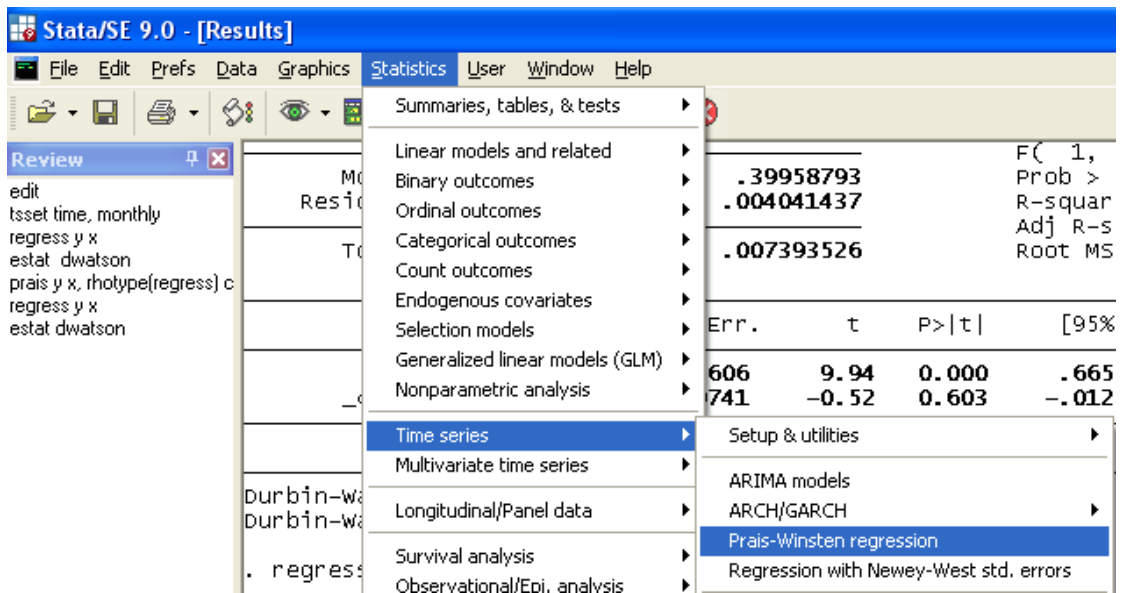 Stata/SE 9.0 - [Results]
File Edit Prefs Data Graphics Statistics User Window Help
Review
edit
tsset time, monthly
regress y x
estat dwatson
prais y x, rhotype(regress) c
regress y x
estat dwatson
Summaries, tables, & tests
Linear models and related
Binary outcomes
Ordinal outcomes
Categorical outcomes
Count outcomes
Endogenous covariates
Selection models
Generalized linear models (GLM)
Nonparametric analysis
Time series
Multivariate time series
Longitudinal/Panel data
Survival analysis
Observational/Epi. analysis
Setup & utilities
ARIMA models
ARCH/GARCH
Prais-Winsten regression
Regression with Newey-West std. errors
.39958793 F( 1,
Prob >
.004041437 R-squar
Adj R-s
.007393526 Root MS
Err. t P>|t| [95%
606 9.94 0.000 .665
741 -0.52 0.603 -.012
Durbin-Wa
Durbin-Wa
. regress